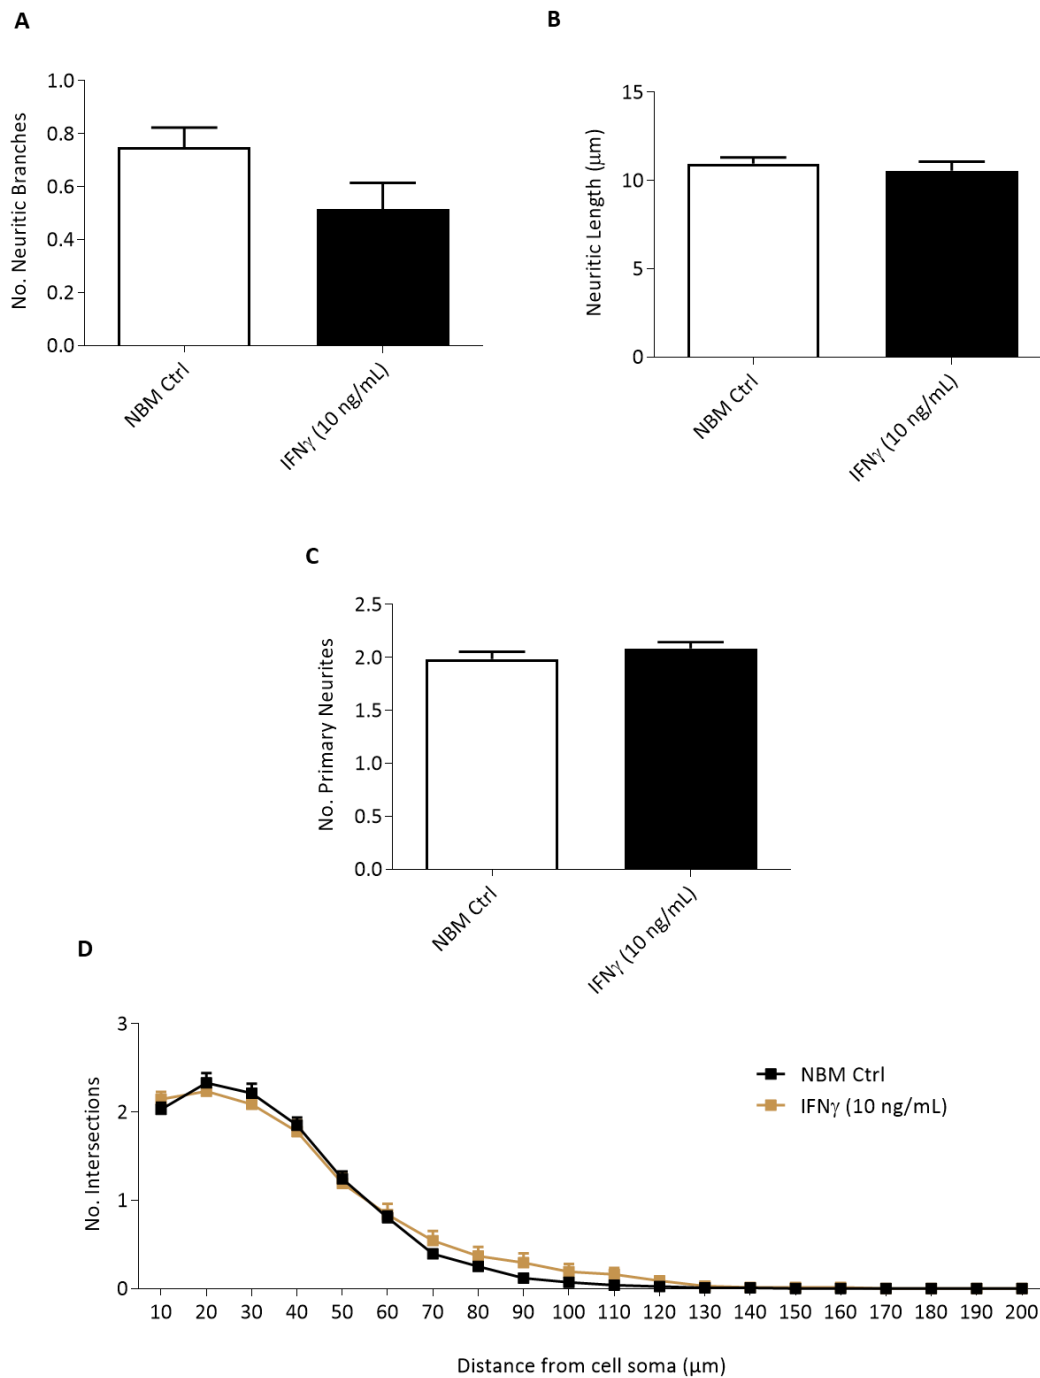 A
No. Neuritic Branches
1.0
0.8
0.6
0.4
0.2
0.0
NBM Ctrl
IFNγ (10 ng/mL)
B
Neuritic Length (μm)
15
10
5
0
NBM Ctrl
IFNγ (10 ng/mL)
C
No. Primary Neurites
2.5
2.0
1.5
1.0
0.5
0.0
NBM Ctrl
IFNγ (10 ng/mL)
D
No. Intersections
3
2
1
0
NBM Ctrl
IFNγ (10 ng/mL)
10 20 30 40 50 60 70 80 90 100 110 120 130 140 150 160 170 180 190 200
Distance from cell soma (μm)